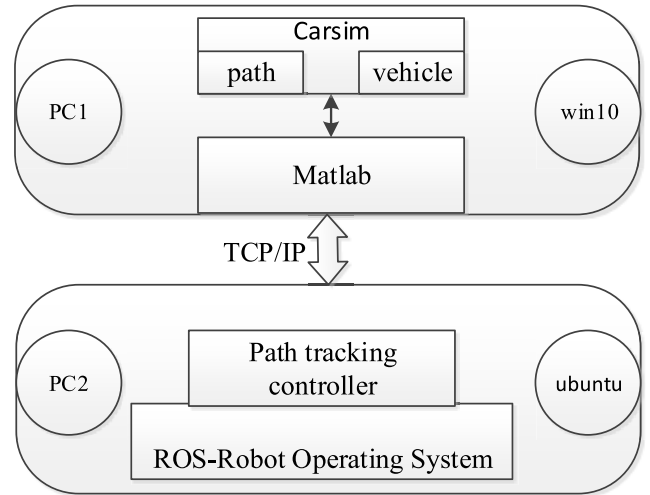 Carsim
path
vehicle
PC1
win10
Matlab
TCP/IP
Path tracking
controller
PC2
ubuntu
ROS-Robot Operating System